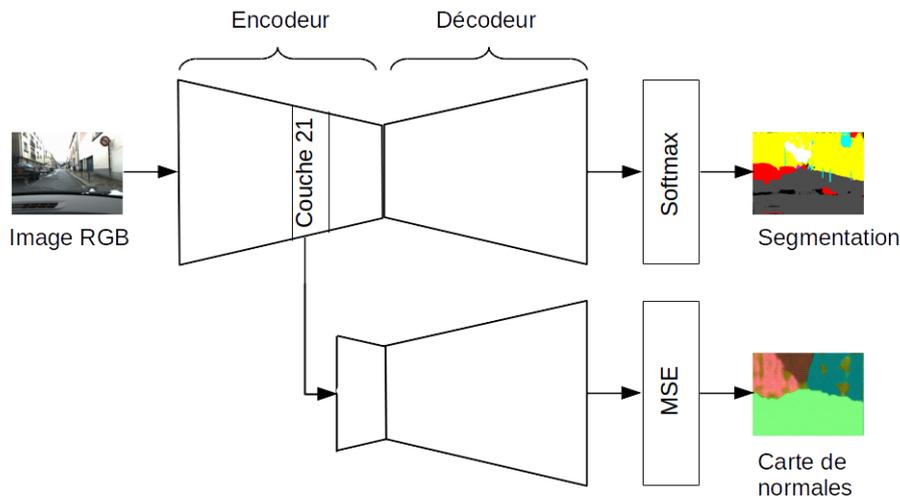 Encodeur
Décodeur
Couche 21
Softmax
Image RGB
Segmentation
MSE
Carte de
normales